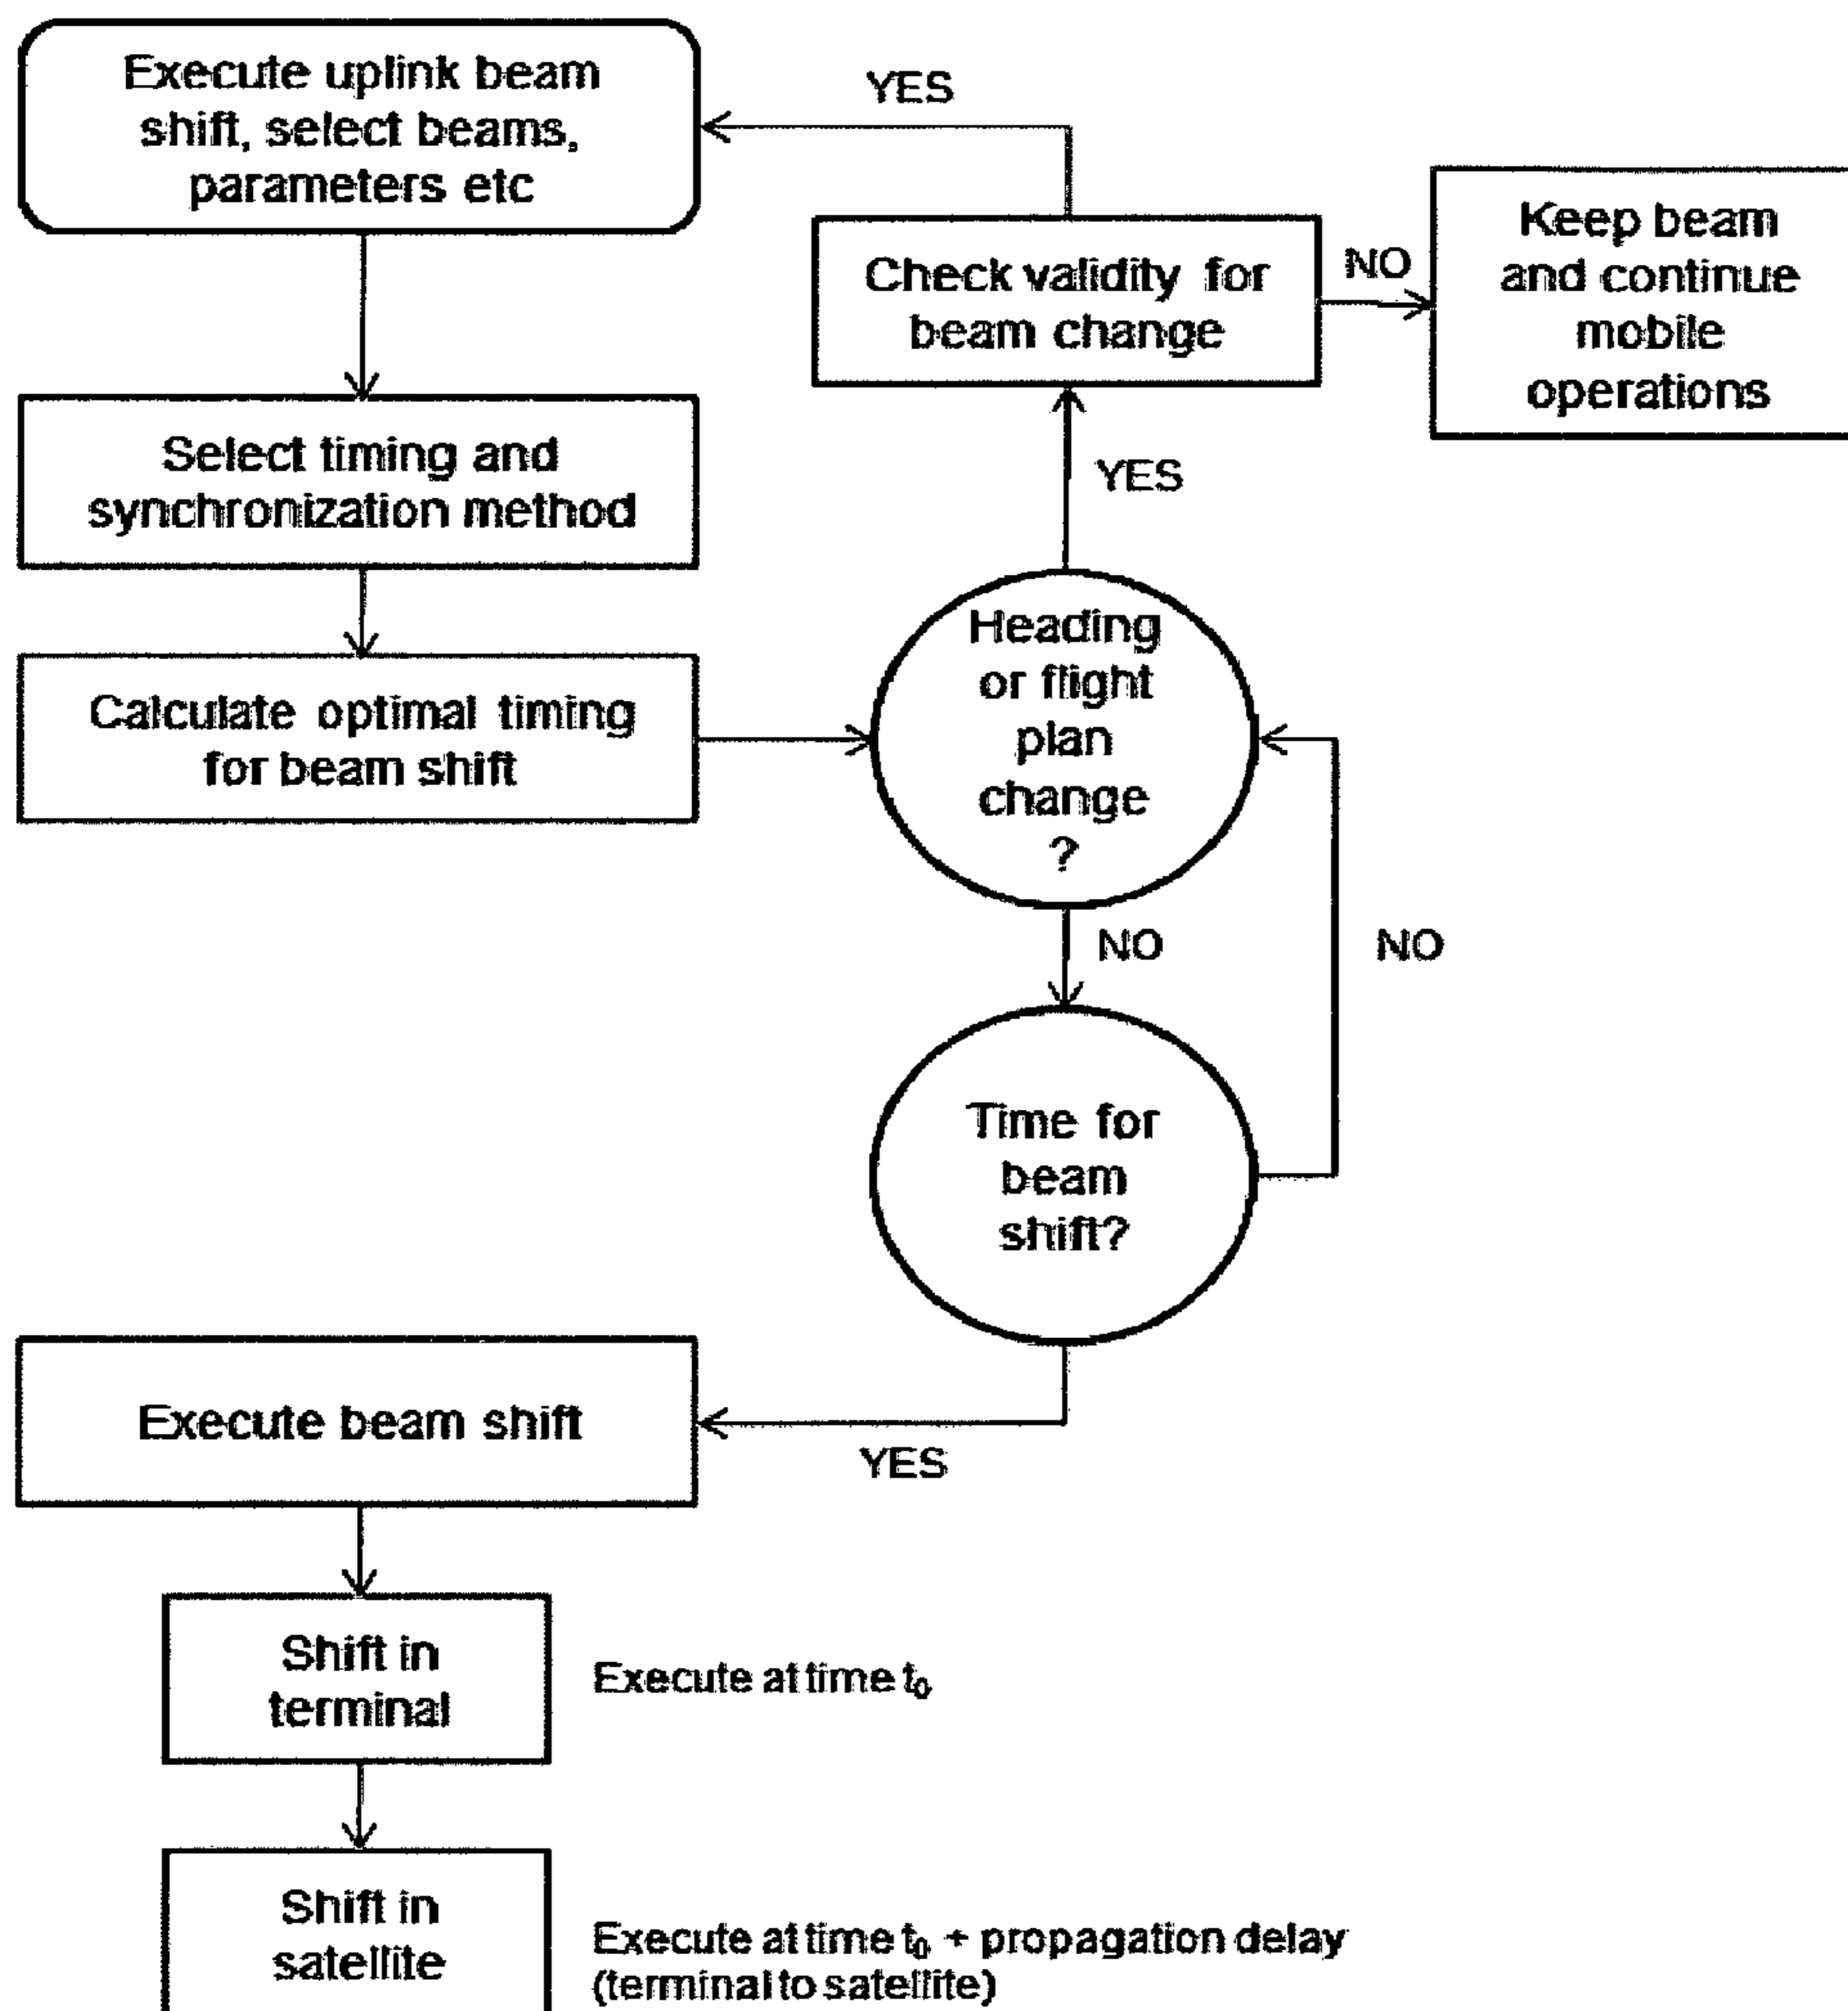 Execute uplink beam
shift, select beams,
parameters etc
YES
Check validity for
beam change
NO
Keep beam
and continue
mobile
operations
Select timing and
synchronization method
YES
Calculate optimal timing
for beam shift
Heading
or flight
plan
change
?
NO
NO
Time for
beam
shift?
Execute beam shift
YES
Shift in
terminal
Execute at time t₀
Shift in
satellite
Execute at time t₀ + propagation delay
(terminal to satellite)